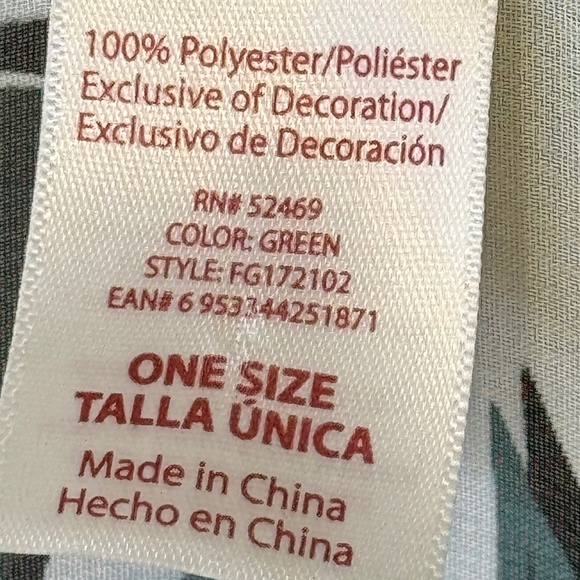 100% Polyester/Poliéster
Exclusive of Decoration/
Exclusivo de Decoración
RN# 52469
COLOR: GREEN
STYLE: FG172102
EAN# 6 953344251871
ONE SIZE
TALLA ÚNICA
Made in China
Hecho en China